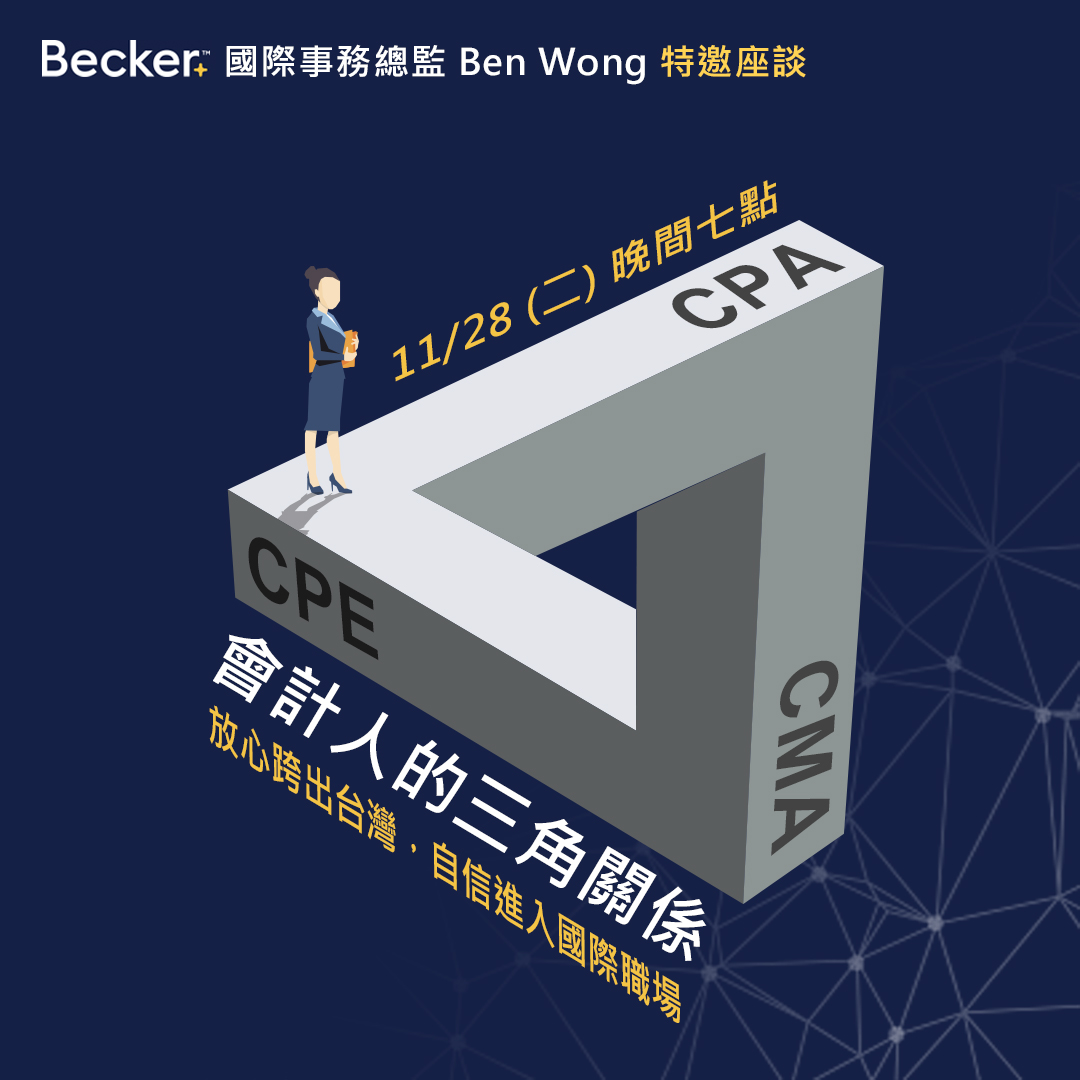 Becker™ 國際事務總監 Ben Wong 特邀座談
11/28 (二) 晚間七點
CPA
CPE
CMA
會計人的三角關係
放心跨出台灣，自信進入國際職場